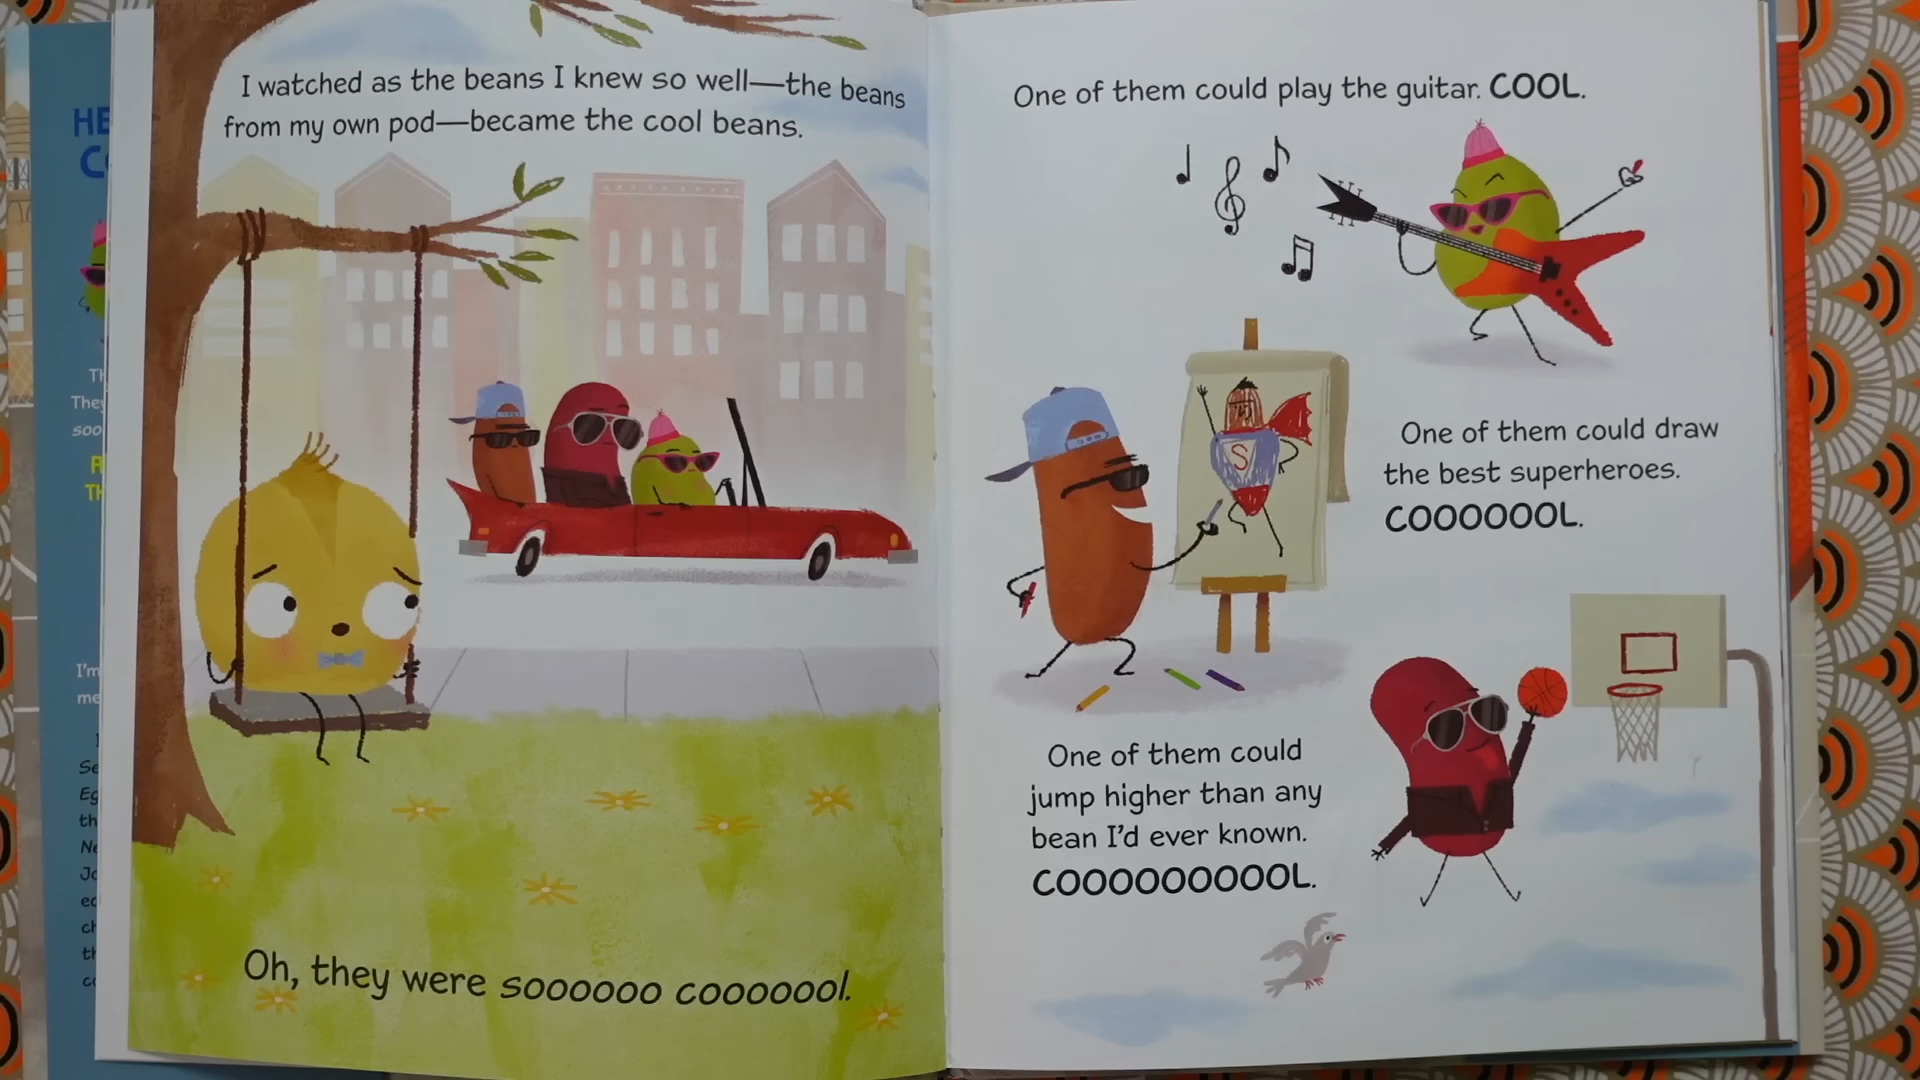 I watched as the beans I knew so well—the beans
from my own pod—became the cool beans.
Oh, they were soooooo coooooool.
One of them could play the guitar. COOL.
One of them could draw
the best superheroes.
COOOOOOL.
S
One of them could
jump higher than any
bean I'd ever known.
COOOOOOOOOL.